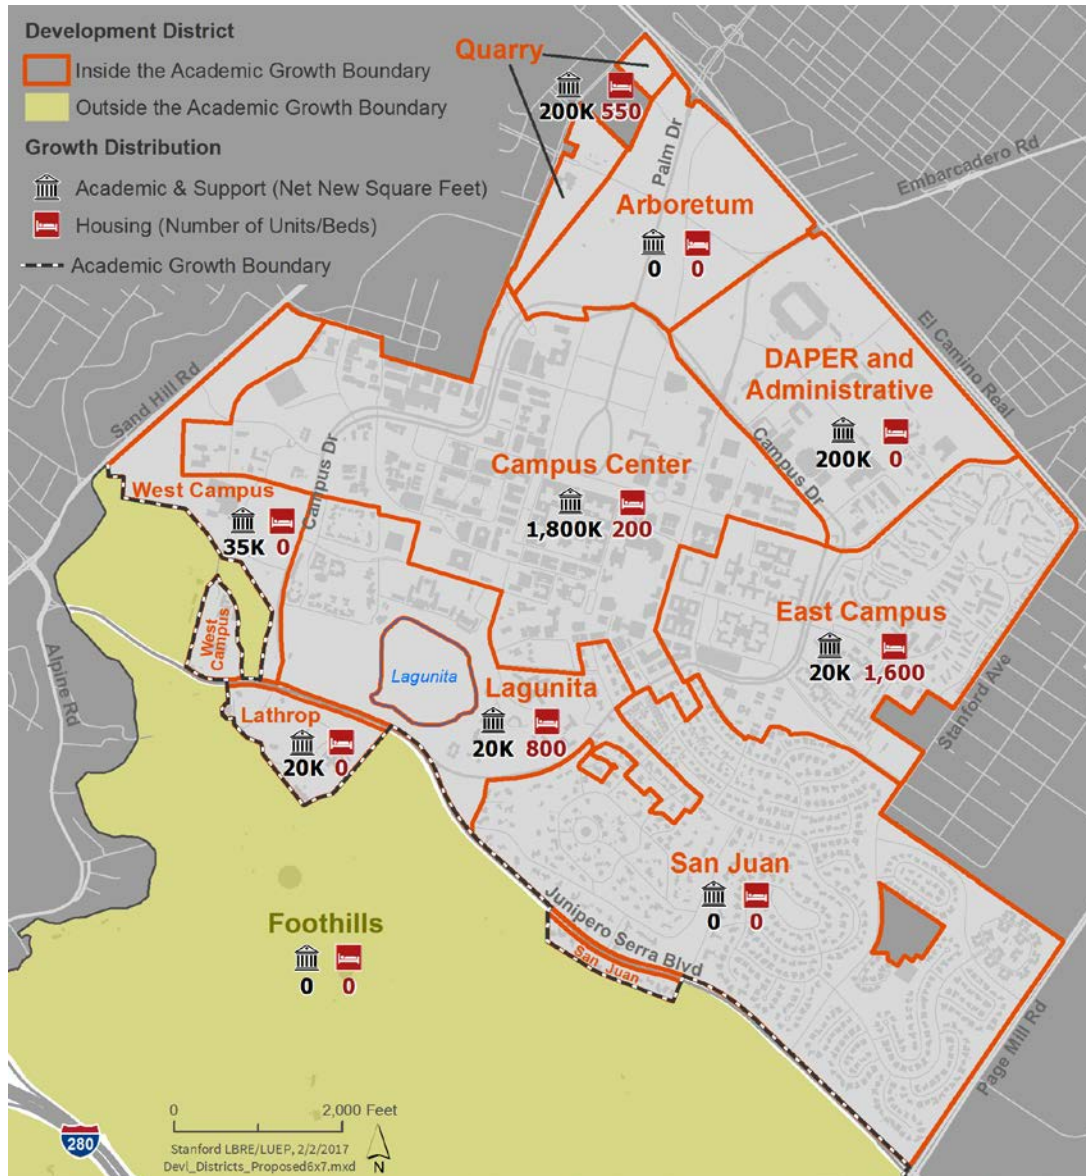 Development District
Inside the Academic Growth Boundary
Outside the Academic Growth Boundary
Growth Distribution
Academic & Support (Net New Square Feet)
Housing (Number of Units/Beds)
Academic Growth Boundary
Quarry
200K 550
Palm Dr
Embarcadero Rd
Arboretum
0 0
El Camino Real
DAPER and
Administrative
200K 0
Sand Hill Rd
Campus Dr
Campus Dr
Campus Center
1,800K 200
West Campus
35K 0
West
Campus
East Campus
20K 1,600
Stanford Ave
Alpine Rd
Lagunita
Lagunita
20K 800
Lathrop
20K 0
San Juan
0 0
Junipero Serra Blvd
San Juan
Foothills
0 0
Page Mill Rd
0 2,000 Feet
Stanford LBRE/LUEP, 2/2/2017
Devl_Districts_Proposed6x7.mxd
N
280